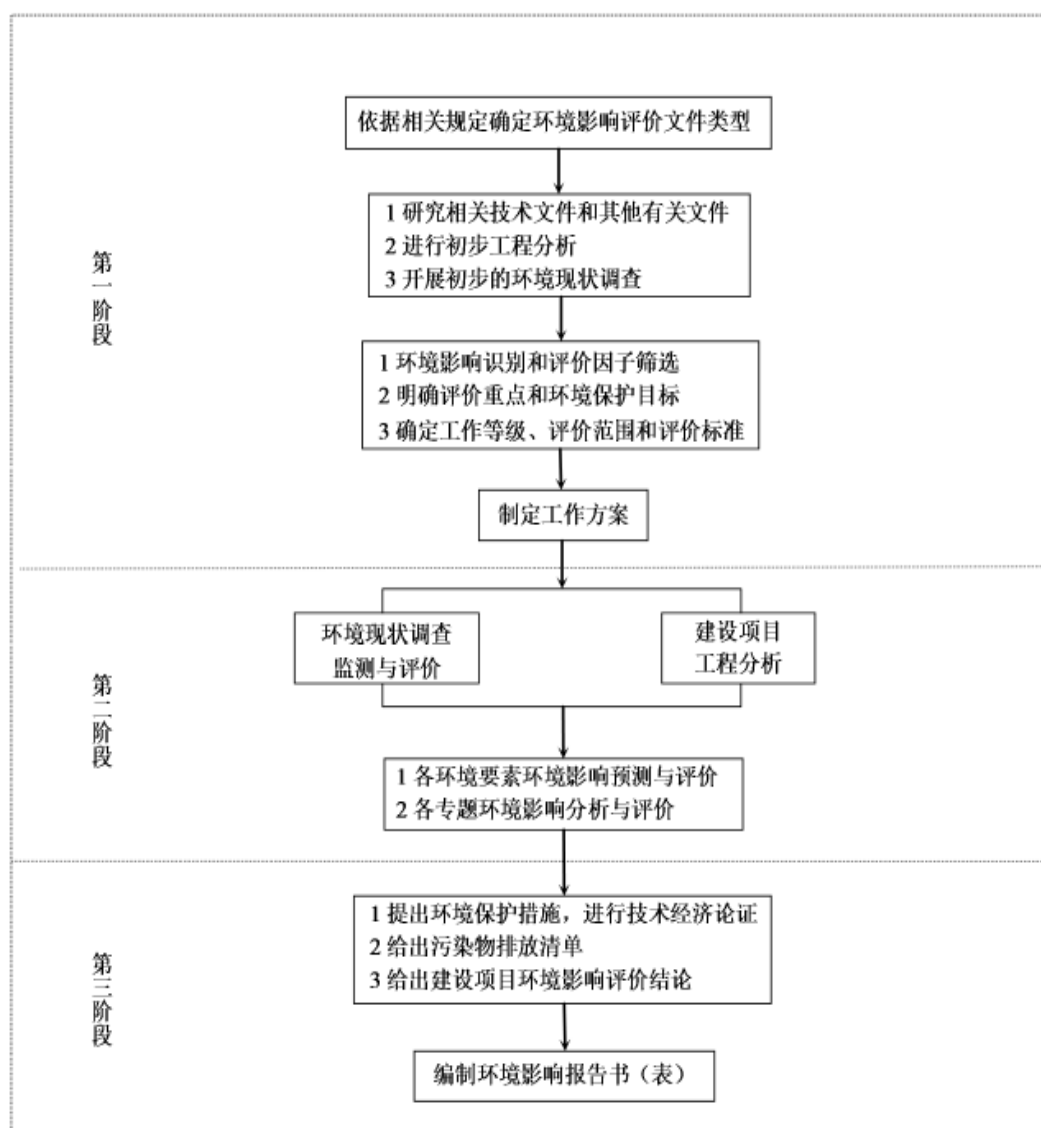 依据相关规定确定环境影响评价文件类型
第一阶段
1 研究相关技术文件和其他有关文件
2 进行初步工程分析
3 开展初步的环境现状调查
1 环境影响识别和评价因子筛选
2 明确评价重点和环境保护目标
3 确定工作等级、评价范围和评价标准
制定工作方案
第二阶段
环境现状调查
监测与评价
建设项目
工程分析
1 各环境要素环境影响预测与评价
2 各专题环境影响分析与评价
第三阶段
1 提出环境保护措施，进行技术经济论证
2 给出污染物排放清单
3 给出建设项目环境影响评价结论
编制环境影响报告书（表）